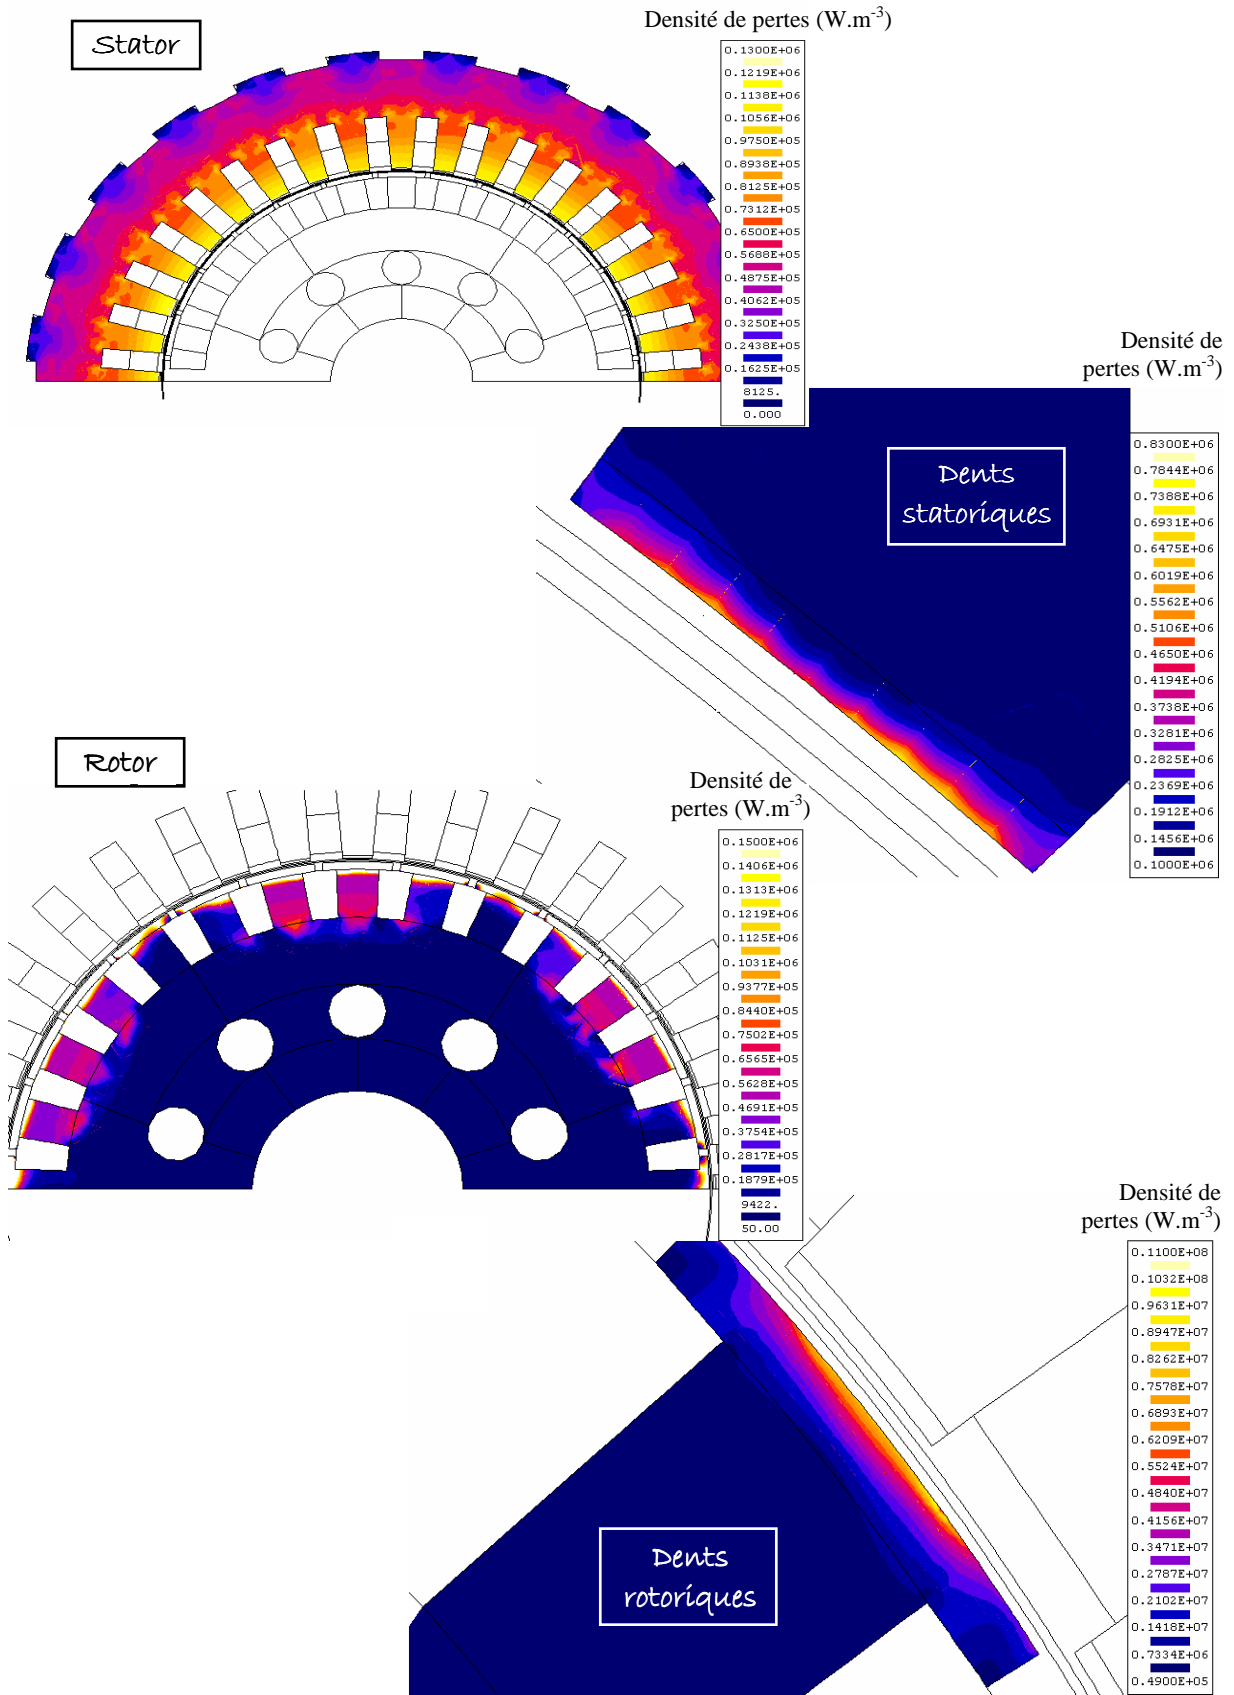 Stator
Densité de pertes (W.m-3)
0.1300E+06
0.1219E+06
0.1138E+06
0.1056E+06
0.9750E+05
0.8938E+05
0.8125E+05
0.7312E+05
0.6500E+05
0.5688E+05
0.4875E+05
0.4062E+05
0.3250E+05
0.2438E+05
0.1625E+05
8125.
0.000
Densité de
pertes (W.m-3)
Dents
statoriques
0.8300E+06
0.7844E+06
0.7388E+06
0.6931E+06
0.6475E+06
0.6019E+06
0.5562E+06
0.5106E+06
0.4650E+06
0.4194E+06
0.3738E+06
0.3281E+06
0.2825E+06
0.2369E+06
0.1912E+06
0.1456E+06
0.1000E+06
Rotor
Densité de
pertes (W.m-3)
0.1500E+06
0.1406E+06
0.1313E+06
0.1219E+06
0.1125E+06
0.1031E+06
0.9377E+05
0.8440E+05
0.7502E+05
0.6565E+05
0.5628E+05
0.4691E+05
0.3754E+05
0.2817E+05
0.1879E+05
9422.
50.00
Densité de
pertes (W.m-3)
0.1100E+08
0.1032E+08
0.9631E+07
0.8947E+07
0.8262E+07
0.7578E+07
0.6893E+07
0.6209E+07
0.5524E+07
0.4840E+07
0.4156E+07
0.3471E+07
0.2787E+07
0.2102E+07
0.1418E+07
0.7334E+06
0.4900E+05
Dents
rotoriques